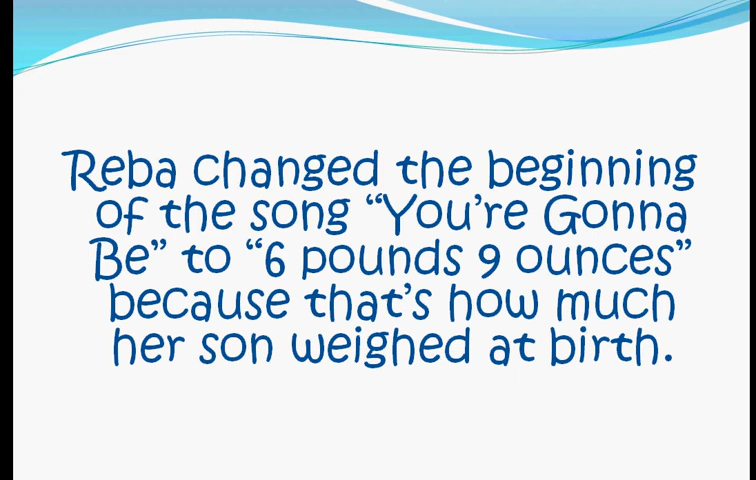 Reba changed the beginning
of the song “You’re Gonna
Be” to “6 pounds 9 ounces”
because that’s how much
her son weighed at birth.